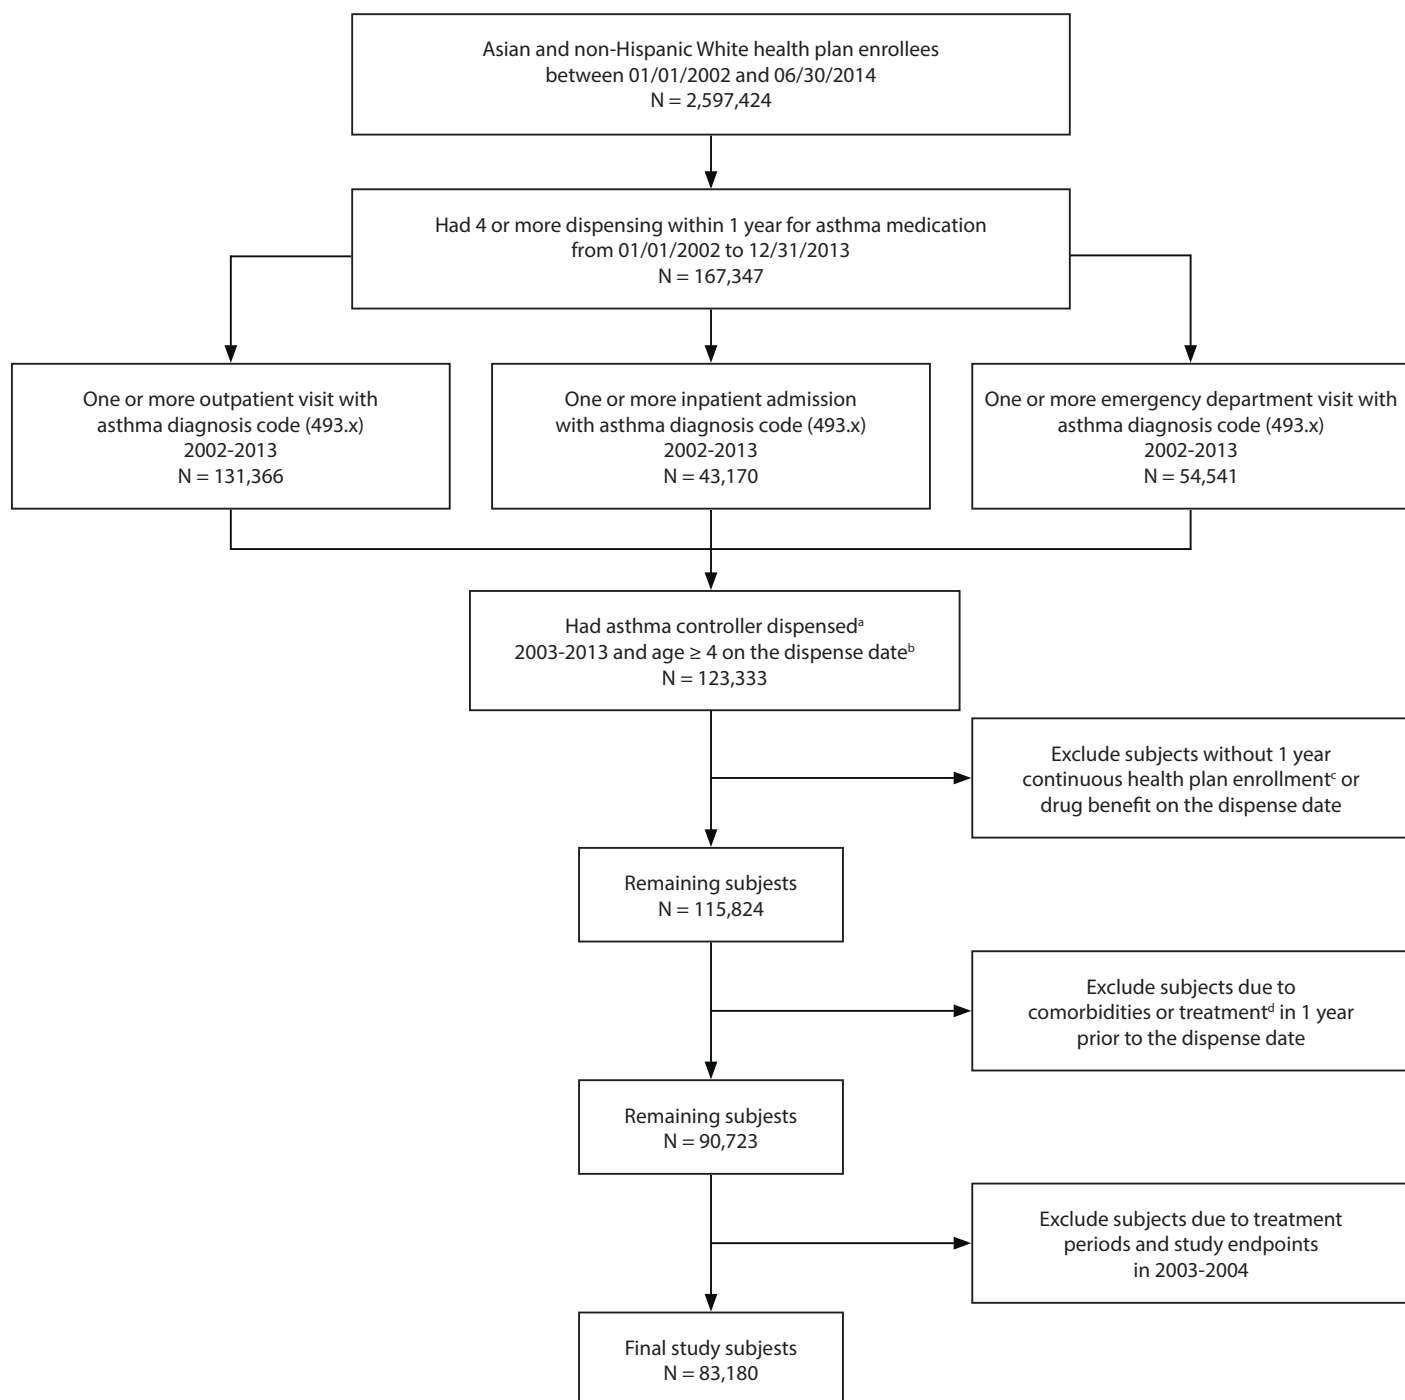 Asian and non-Hispanic White health plan enrollees
between 01/01/2002 and 06/30/2014
N = 2,597,424
Had 4 or more dispensing within 1 year for asthma medication
from 01/01/2002 to 12/31/2013
N = 167,347
One or more outpatient visit with
asthma diagnosis code (493.x)
2002-2013
N = 131,366
One or more inpatient admission
with asthma diagnosis code (493.x)
2002-2013
N = 43,170
One or more emergency department visit with
asthma diagnosis code (493.x)
2002-2013
N = 54,541
Had asthma controller dispensedᵃ
2003-2013 and age ≥ 4 on the dispense dateᵇ
N = 123,333
Exclude subjects without 1 year
continuous health plan enrollmentᶜ or
drug benefit on the dispense date
Remaining subjests
N = 115,824
Exclude subjects due to
comorbidities or treatmentᵈ in 1 year
prior to the dispense date
Remaining subjests
N = 90,723
Exclude subjects due to treatment
periods and study endpoints
in 2003-2004
Final study subjests
N = 83,180